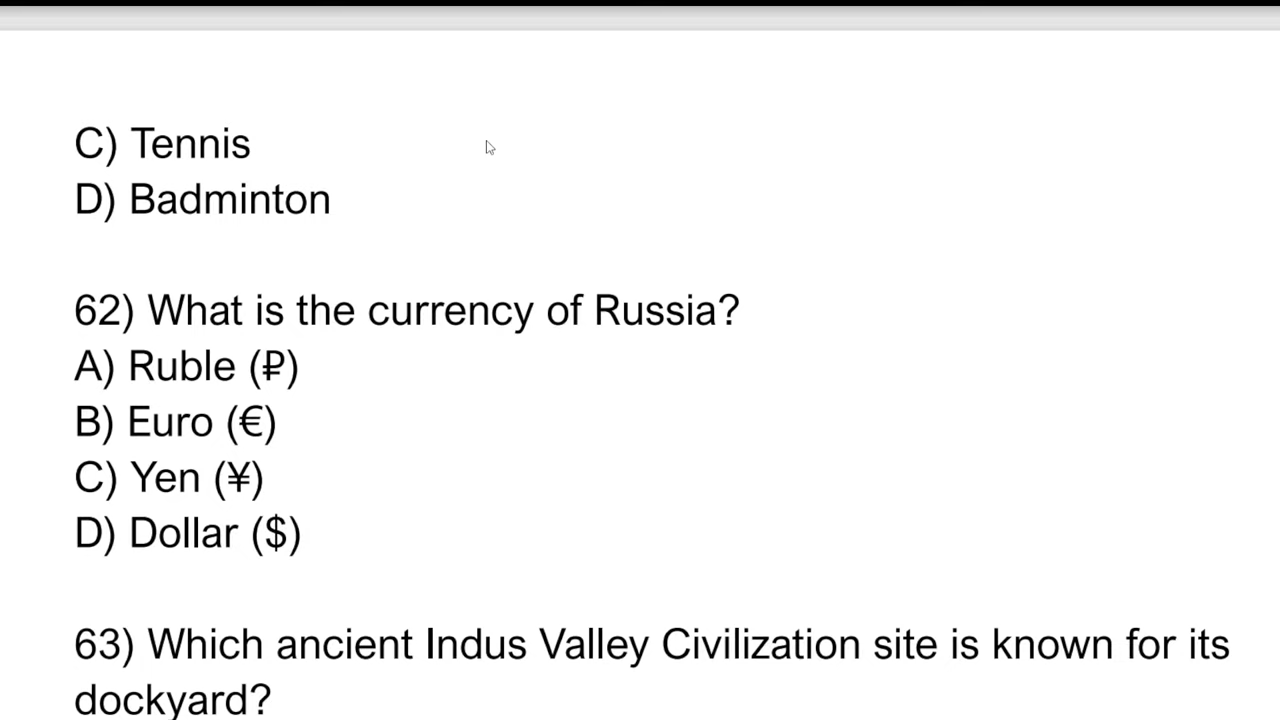 C) Tennis
D) Badminton
62) What is the currency of Russia?
A) Ruble (₽)
B) Euro (€)
C) Yen (¥)
D) Dollar ($)
63) Which ancient Indus Valley Civilization site is known for its
dockyard?